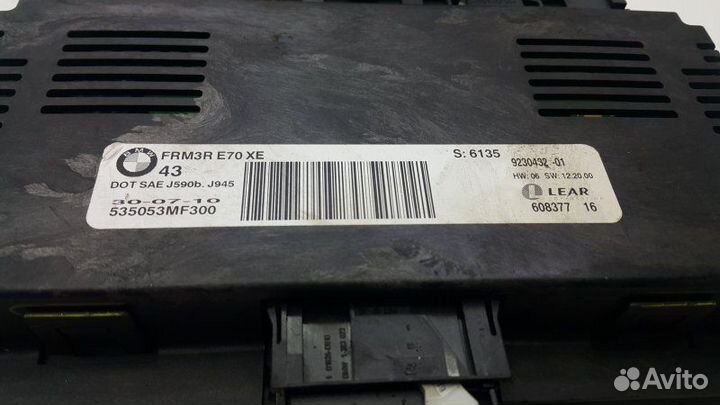 BMW
FRM3R E70 XE
43
DOT SAE J590b. J945
30-07-10
535053MF300
S: 6135
9230432 -01
HW: 06 SW: 12.20.00
LEAR
608377 16
Avito